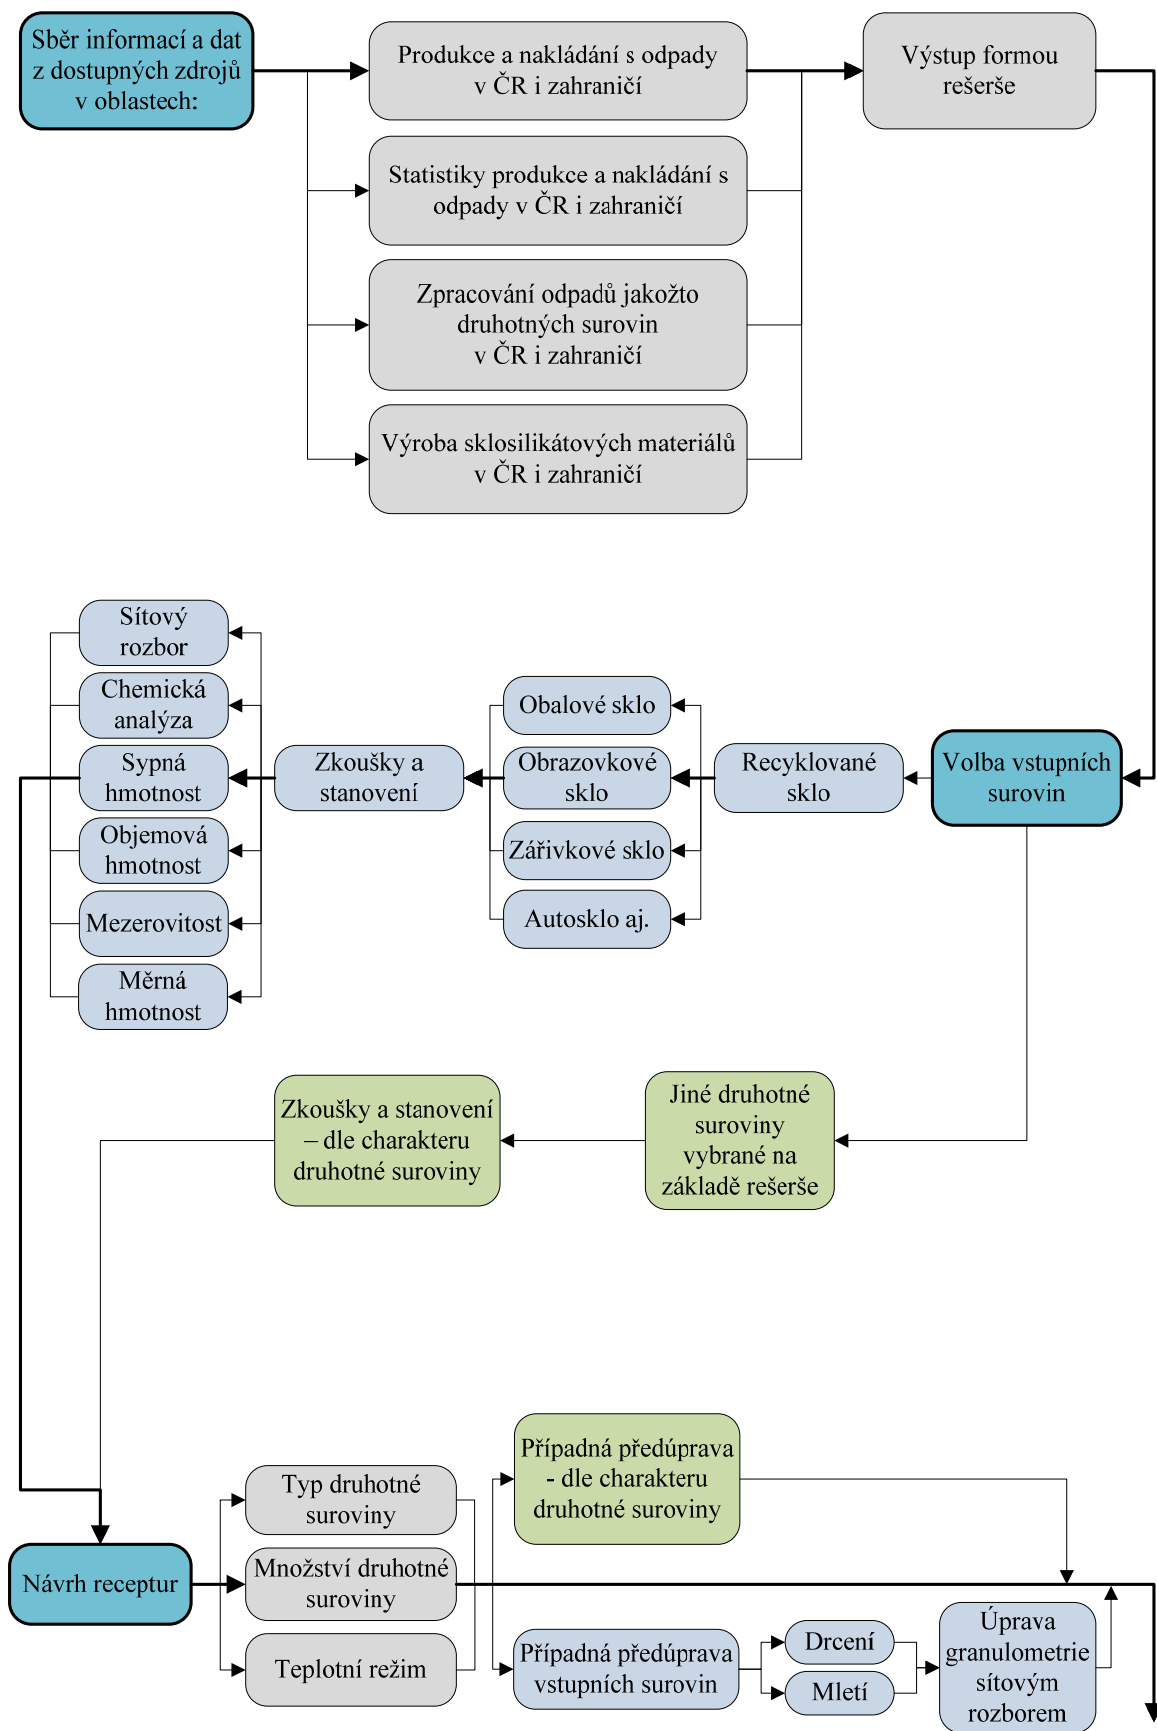 Sběr informací a dat
z dostupných zdrojů
v oblastech:
Produkce a nakládání s odpady
v ČR i zahraničí
Výstup formou
rešerše
Statistiky produkce a nakládání s
odpady v ČR i zahraničí
Zpracování odpadů jakožto
druhotných surovin
v ČR i zahraničí
Výroba sklosilikátových materiálů
v ČR i zahraničí
Volba vstupních
surovin
Recyklované
sklo
Obalové sklo
Obrazovkové
sklo
Zářivkové sklo
Autosklo aj.
Zkoušky a
stanovení
Sítový
rozbor
Chemická
analýza
Sypná
hmotnost
Objemová
hmotnost
Mezerovitost
Měrná
hmotnost
Jiné druhotné
suroviny
vybrané na
základě rešerše
Zkoušky a stanovení
– dle charakteru
druhotné suroviny
Návrh receptur
Typ druhotné
suroviny
Množství druhotné
suroviny
Teplotní režim
Případná předúprava
- dle charakteru
druhotné suroviny
Případná předúprava
vstupních surovin
Drcení
Mletí
Úprava
granulometrie
sítovým
rozborem